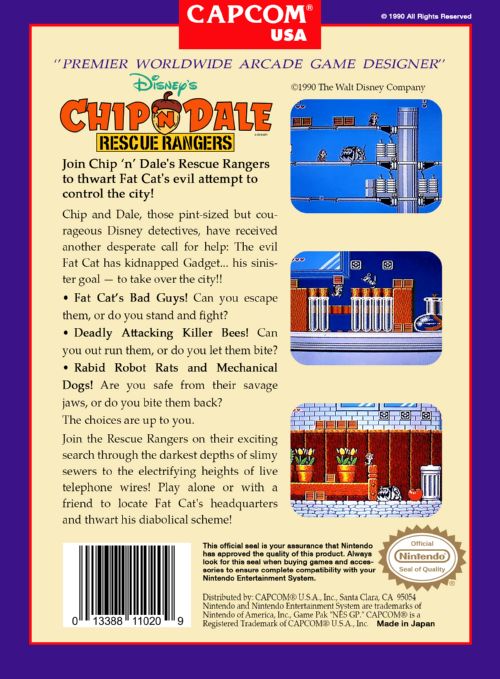 CAPCOM®
USA
© 1990 All Rights Reserved
"PREMIER WORLDWIDE ARCADE GAME DESIGNER"
DISNEY'S
CHIP 'N DALE
RESCUE RANGERS
©1990 The Walt Disney Company
Join Chip 'n' Dale's Rescue Rangers
to thwart Fat Cat's evil attempt to
control the city!
Chip and Dale, those pint-sized but cou-
rageous Disney detectives, have received
another desperate call for help: The evil
Fat Cat has kidnapped Gadget... his sinis-
ter goal — to take over the city!!
• Fat Cat's Bad Guys! Can you escape
them, or do you stand and fight?
• Deadly Attacking Killer Bees! Can
you out run them, or do you let them bite?
• Rabid Robot Rats and Mechanical
Dogs! Are you safe from their savage
jaws, or do you bite them back?
The choices are up to you.
Join the Rescue Rangers on their exciting
search through the darkest depths of slimy
sewers to the electrifying heights of live
telephone wires! Play alone or with a
friend to locate Fat Cat's headquarters
and thwart his diabolical scheme!
0 13388 11020 9
This official seal is your assurance that Nintendo
has approved the quality of this product. Always
look for this seal when buying games and acces-
sories to ensure complete compatibility with your
Nintendo Entertainment System.
Official
Nintendo
Seal of Quality
Distributed by: CAPCOM® U.S.A., Inc., Santa Clara, CA 95054
Nintendo and Nintendo Entertainment System are trademarks of
Nintendo of America, Inc., Game Pak "NES GP." CAPCOM® is a
Registered Trademark of CAPCOM® U.S.A., Inc. Made in Japan